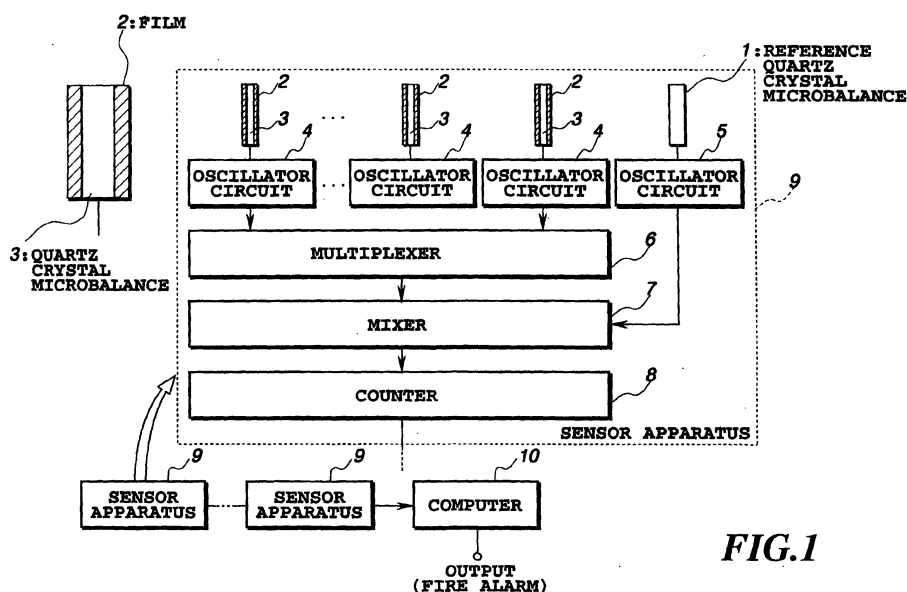 2:FILM
3:QUARTZ
CRYSTAL
MICROBALANCE
1:REFERENCE
QUARTZ
CRYSTAL
MICROBALANCE
2
2
2
3
3
3
4
4
4
5
OSCILLATOR
CIRCUIT
OSCILLATOR
CIRCUIT
OSCILLATOR
CIRCUIT
OSCILLATOR
CIRCUIT
9
MULTIPLEXER
6
MIXER
7
COUNTER
8
SENSOR APPARATUS
9
SENSOR
APPARATUS
9
SENSOR
APPARATUS
10
COMPUTER
OUTPUT
(FIRE ALARM)
FIG.1